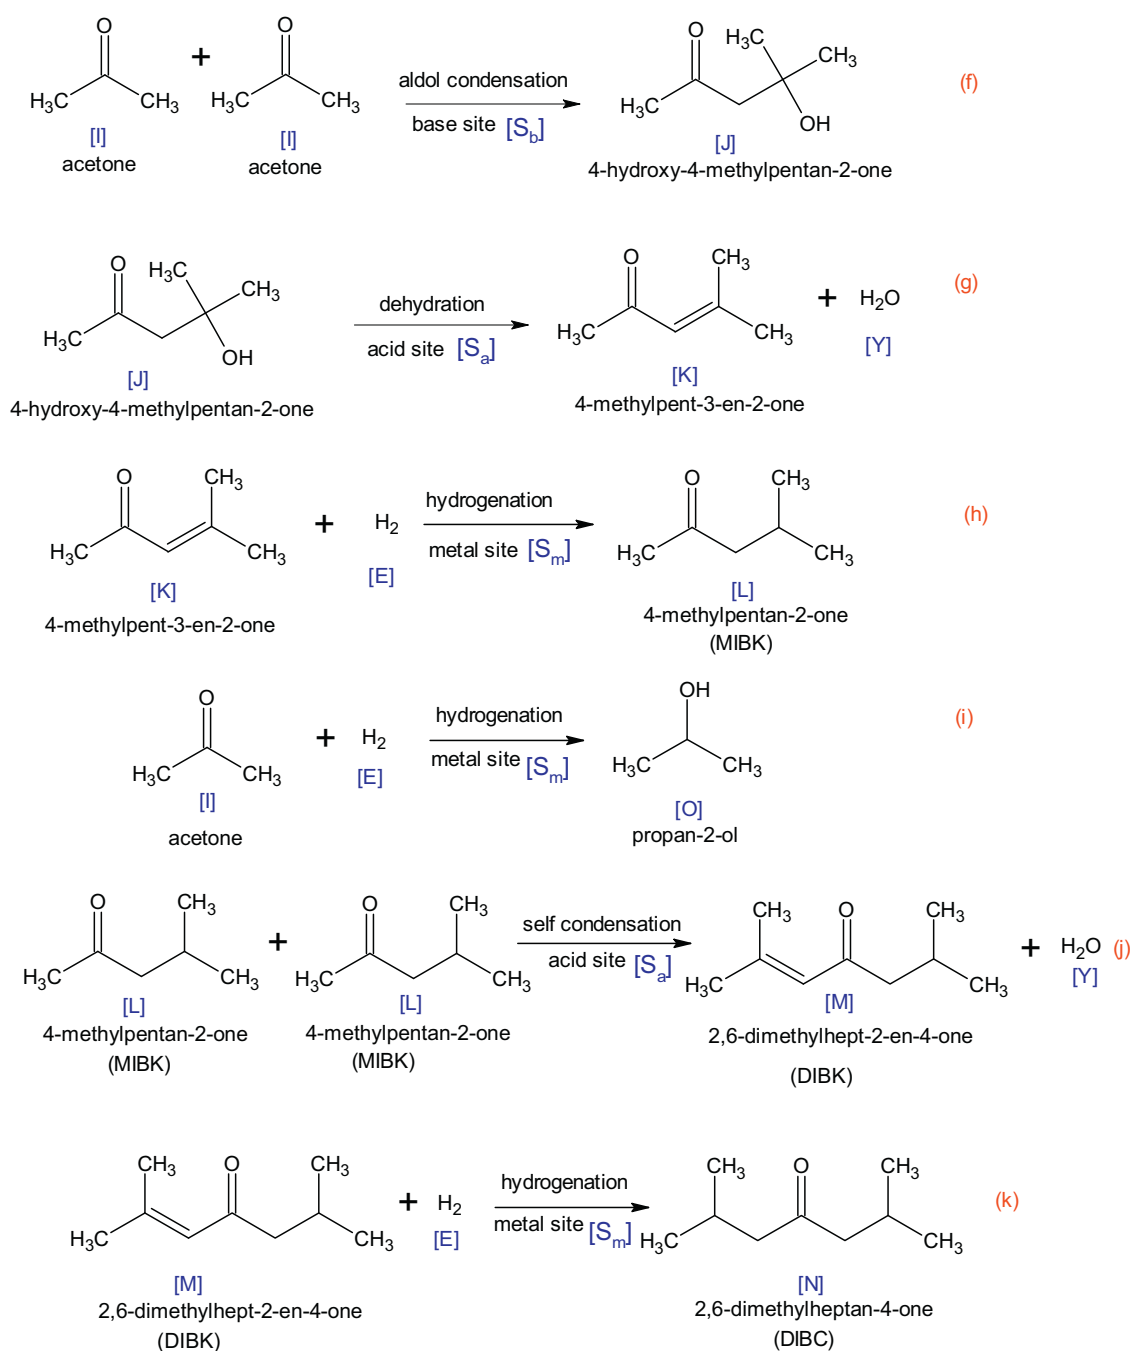 O O O H₃C CH₃
+ aldol condensation (f)
H₃C CH₃ H₃C CH₃ base site [S_b] H₃C OH
[I] [I] [J]
acetone acetone 4-hydroxy-4-methylpentan-2-one
O H₃C CH₃ O CH₃
dehydration + H₂O (g)
H₃C OH acid site [S_a] H₃C CH₃ [Y]
[J] [K]
4-hydroxy-4-methylpentan-2-one 4-methylpent-3-en-2-one
O CH₃ O CH₃
+ H₂ hydrogenation (h)
H₃C CH₃ [E] metal site [S_m] H₃C CH₃
[K] [L]
4-methylpent-3-en-2-one 4-methylpentan-2-one
(MIBK)
O OH
+ H₂ hydrogenation (i)
H₃C CH₃ [E] metal site [S_m] H₃C CH₃
[I] [O]
acetone propan-2-ol
O CH₃ O CH₃ CH₃ O CH₃
+ self condensation + H₂O (j)
H₃C CH₃ H₃C CH₃ acid site [S_a] H₃C CH₃ [Y]
[L] [L] [M]
4-methylpentan-2-one 4-methylpentan-2-one 2,6-dimethylhept-2-en-4-one
(MIBK) (MIBK) (DIBK)
CH₃ O CH₃ CH₃ O CH₃
+ H₂ hydrogenation (k)
H₃C CH₃ [E] metal site [S_m] H₃C CH₃
[M] [N]
2,6-dimethylhept-2-en-4-one 2,6-dimethylheptan-4-one
(DIBK) (DIBC)